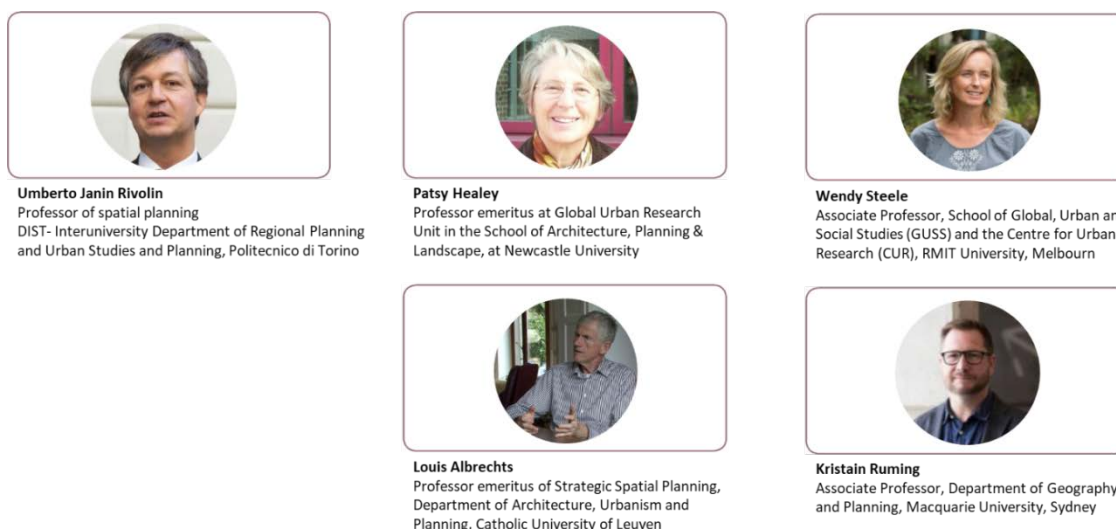 Umberto Janin Rivolin
Professor of spatial planning
DIST- Interuniversity Department of Regional Planning
and Urban Studies and Planning, Politecnico di Torino
Patsy Healey
Professor emeritus at Global Urban Research
Unit in the School of Architecture, Planning &
Landscape, at Newcastle University
Wendy Steele
Associate Professor, School of Global, Urban an
Social Studies (GUSS) and the Centre for Urban
Research (CUR), RMIT University, Melbourn
Louis Albrechts
Professor emeritus of Strategic Spatial Planning,
Department of Architecture, Urbanism and
Planning, Catholic University of Leuven
Kristain Ruming
Associate Professor, Department of Geography
and Planning, Macquarie University, Sydney